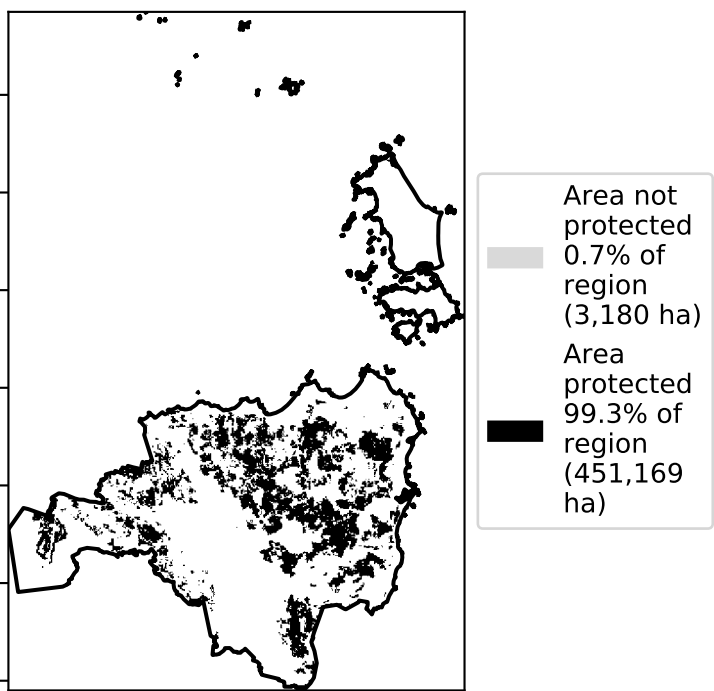 Area not
protected
0.7% of
region
(3,180 ha)
Area
protected
99.3% of
region
(451,169
ha)